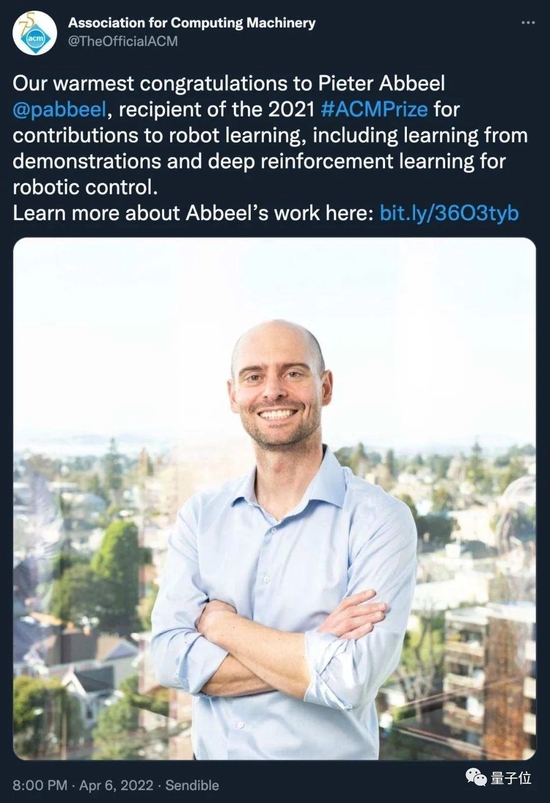 Association for Computing Machinery
@TheOfficialACM
Our warmest congratulations to Pieter Abbeel
@pabbeel, recipient of the 2021 #ACMPrize for
contributions to robot learning, including learning from
demonstrations and deep reinforcement learning for
robotic control.
Learn more about Abbeel’s work here: bit.ly/36O3tyb
8:00 PM · Apr 6, 2022 · Sendible
量子位
acm